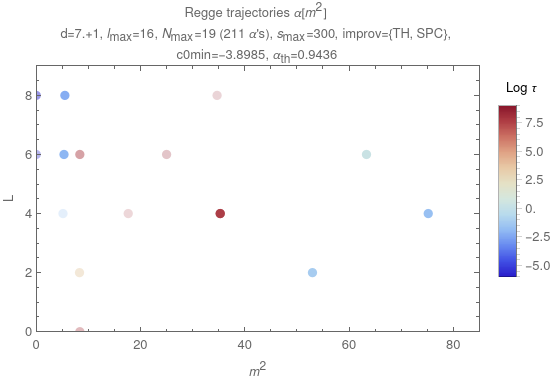 Regge trajectories α[m²]
d=7.+1, lmax=16, Nmax=19 (211 α's), smax=300, improv={TH, SPC},
c0min=−3.8985, αth=0.9436
Log τ
8
6
4
2
0
L
7.5
5.0
2.5
0.
−2.5
−5.0
0
20
40
60
80
m²